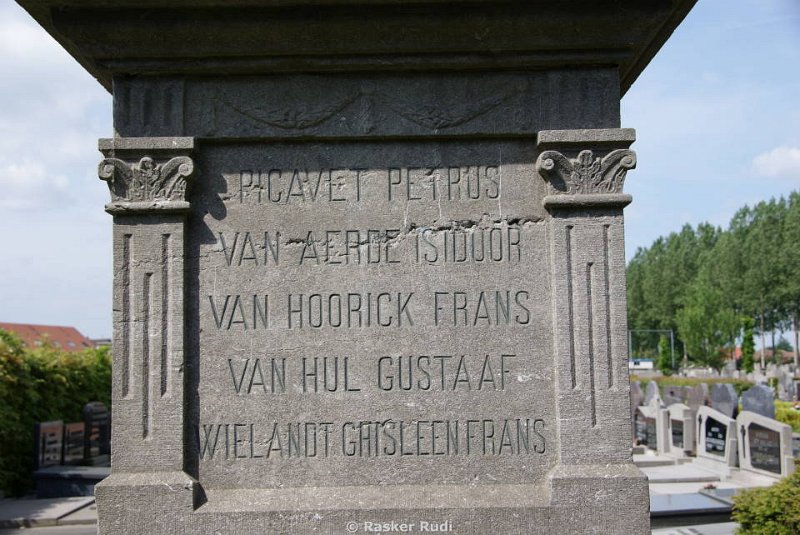 PICAVET PETRUS
VAN AERDE ISIDOOR
VAN HOORICK FRANS
VAN HUL GUSTAAF
WIELANDT GHISLEEN FRANS
© Rasker Rudi